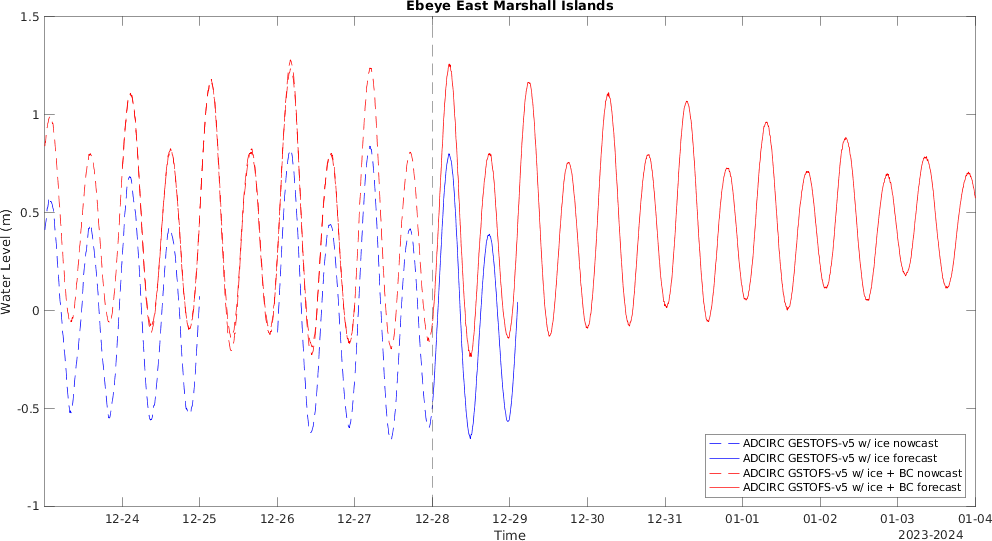 Ebeye East Marshall Islands
1.5
1
0.5
0
-0.5
-1
Water Level (m)
ADCIRC GESTOFS-v5 w/ ice nowcast
ADCIRC GESTOFS-v5 w/ ice forecast
ADCIRC GSTOFS-v5 w/ ice + BC nowcast
ADCIRC GSTOFS-v5 w/ ice + BC forecast
12-24 12-25 12-26 12-27 12-28 12-29 12-30 12-31 01-01 01-02 01-03 01-04
Time
2023-2024